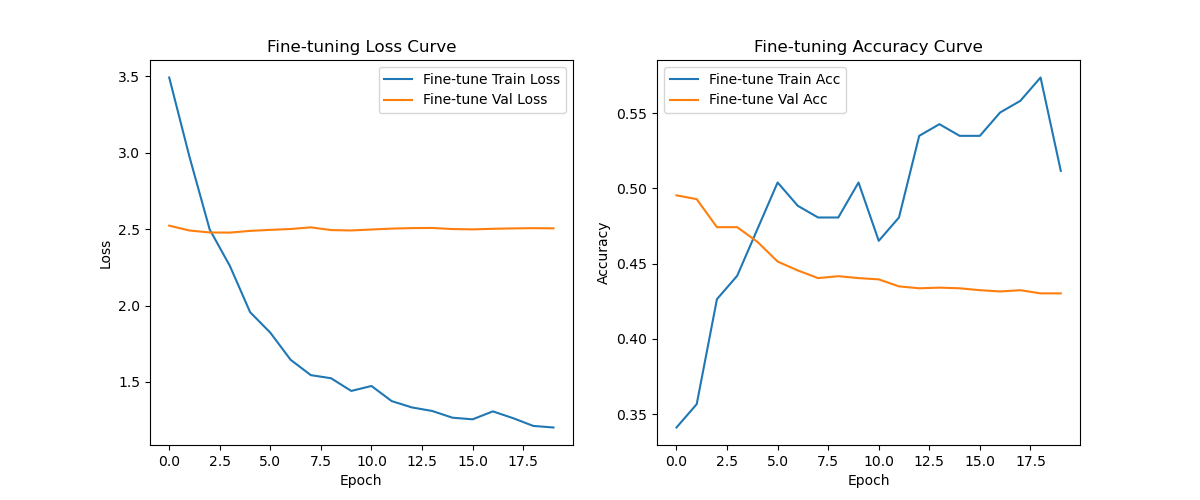 Fine-tuning Loss Curve
Fine-tune Train Loss
Fine-tune Val Loss
3.5
3.0
2.5
2.0
1.5
Loss
0.0 2.5 5.0 7.5 10.0 12.5 15.0 17.5
Epoch
Fine-tuning Accuracy Curve
Fine-tune Train Acc
Fine-tune Val Acc
0.55
0.50
0.45
0.40
0.35
Accuracy
0.0 2.5 5.0 7.5 10.0 12.5 15.0 17.5
Epoch